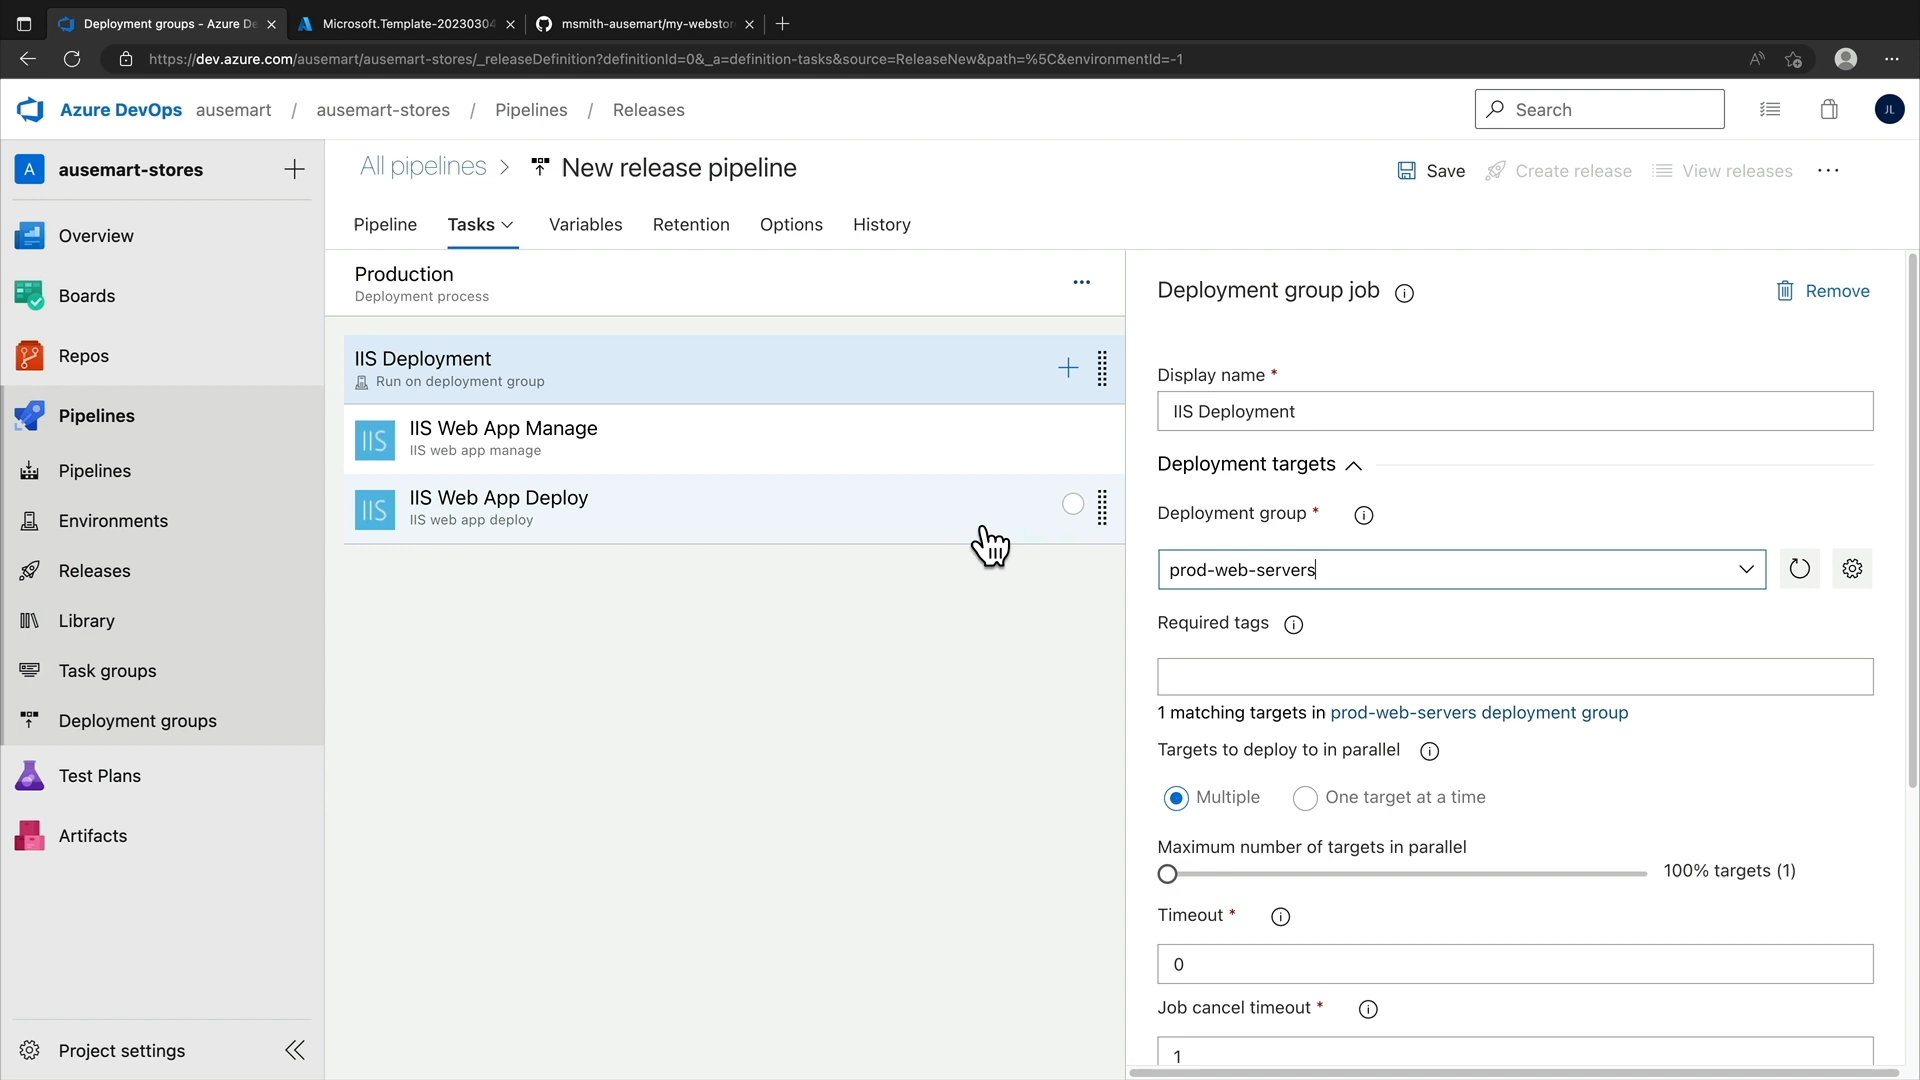 Deployment groups - Azure De
Microsoft.Template-20230304
msmith-ausemart/my-webstor
https://dev.azure.com/ausemart/ausemart-stores/_releaseDefinition?definitionId=0&_a=definition-tasks&source=ReleaseNew&path=%5C&environmentId=-1
Azure DevOps ausemart / ausemart-stores / Pipelines / Releases
Search
JL
A ausemart-stores
Overview
Boards
Repos
Pipelines
Pipelines
Environments
Releases
Library
Task groups
Deployment groups
Test Plans
Artifacts
Project settings
All pipelines > New release pipeline
Save Create release View releases ...
Pipeline Tasks Variables Retention Options History
Production
Deployment process
IIS Deployment
Run on deployment group
IIS
IIS Web App Manage
IIS web app manage
IIS
IIS Web App Deploy
IIS web app deploy
Deployment group job
Remove
Display name *
IIS Deployment
Deployment targets
Deployment group *
prod-web-servers
Required tags
1 matching targets in prod-web-servers deployment group
Targets to deploy to in parallel
Multiple One target at a time
Maximum number of targets in parallel
100% targets (1)
Timeout *
0
Job cancel timeout *
1